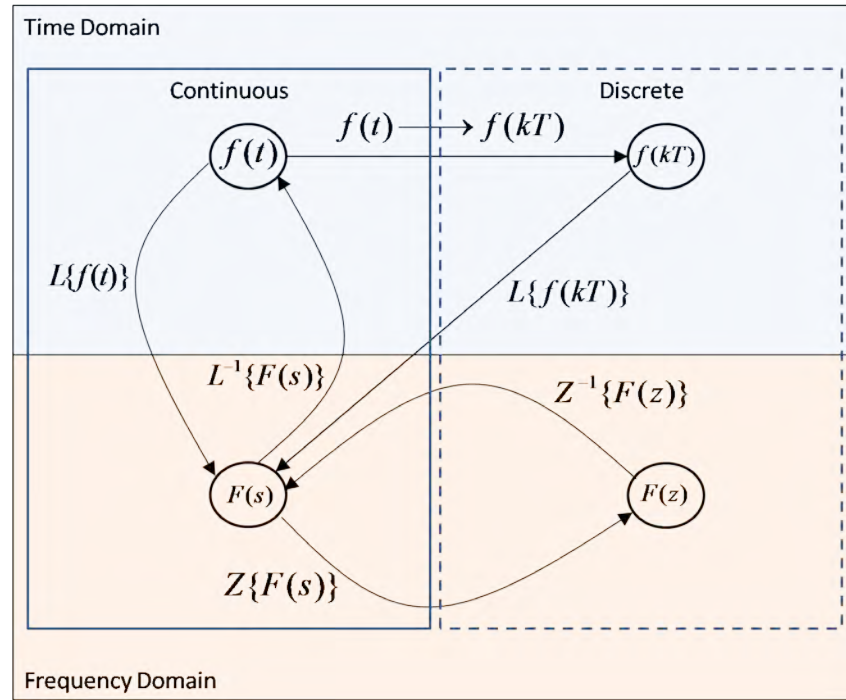 Time Domain
Continuous
Discrete
f(t) → f(kT)
f(t)
f(kT)
L{f(t)}
L{f(kT)}
L⁻¹{F(s)}
Z⁻¹{F(z)}
F(s)
F(z)
Z{F(s)}
Frequency Domain